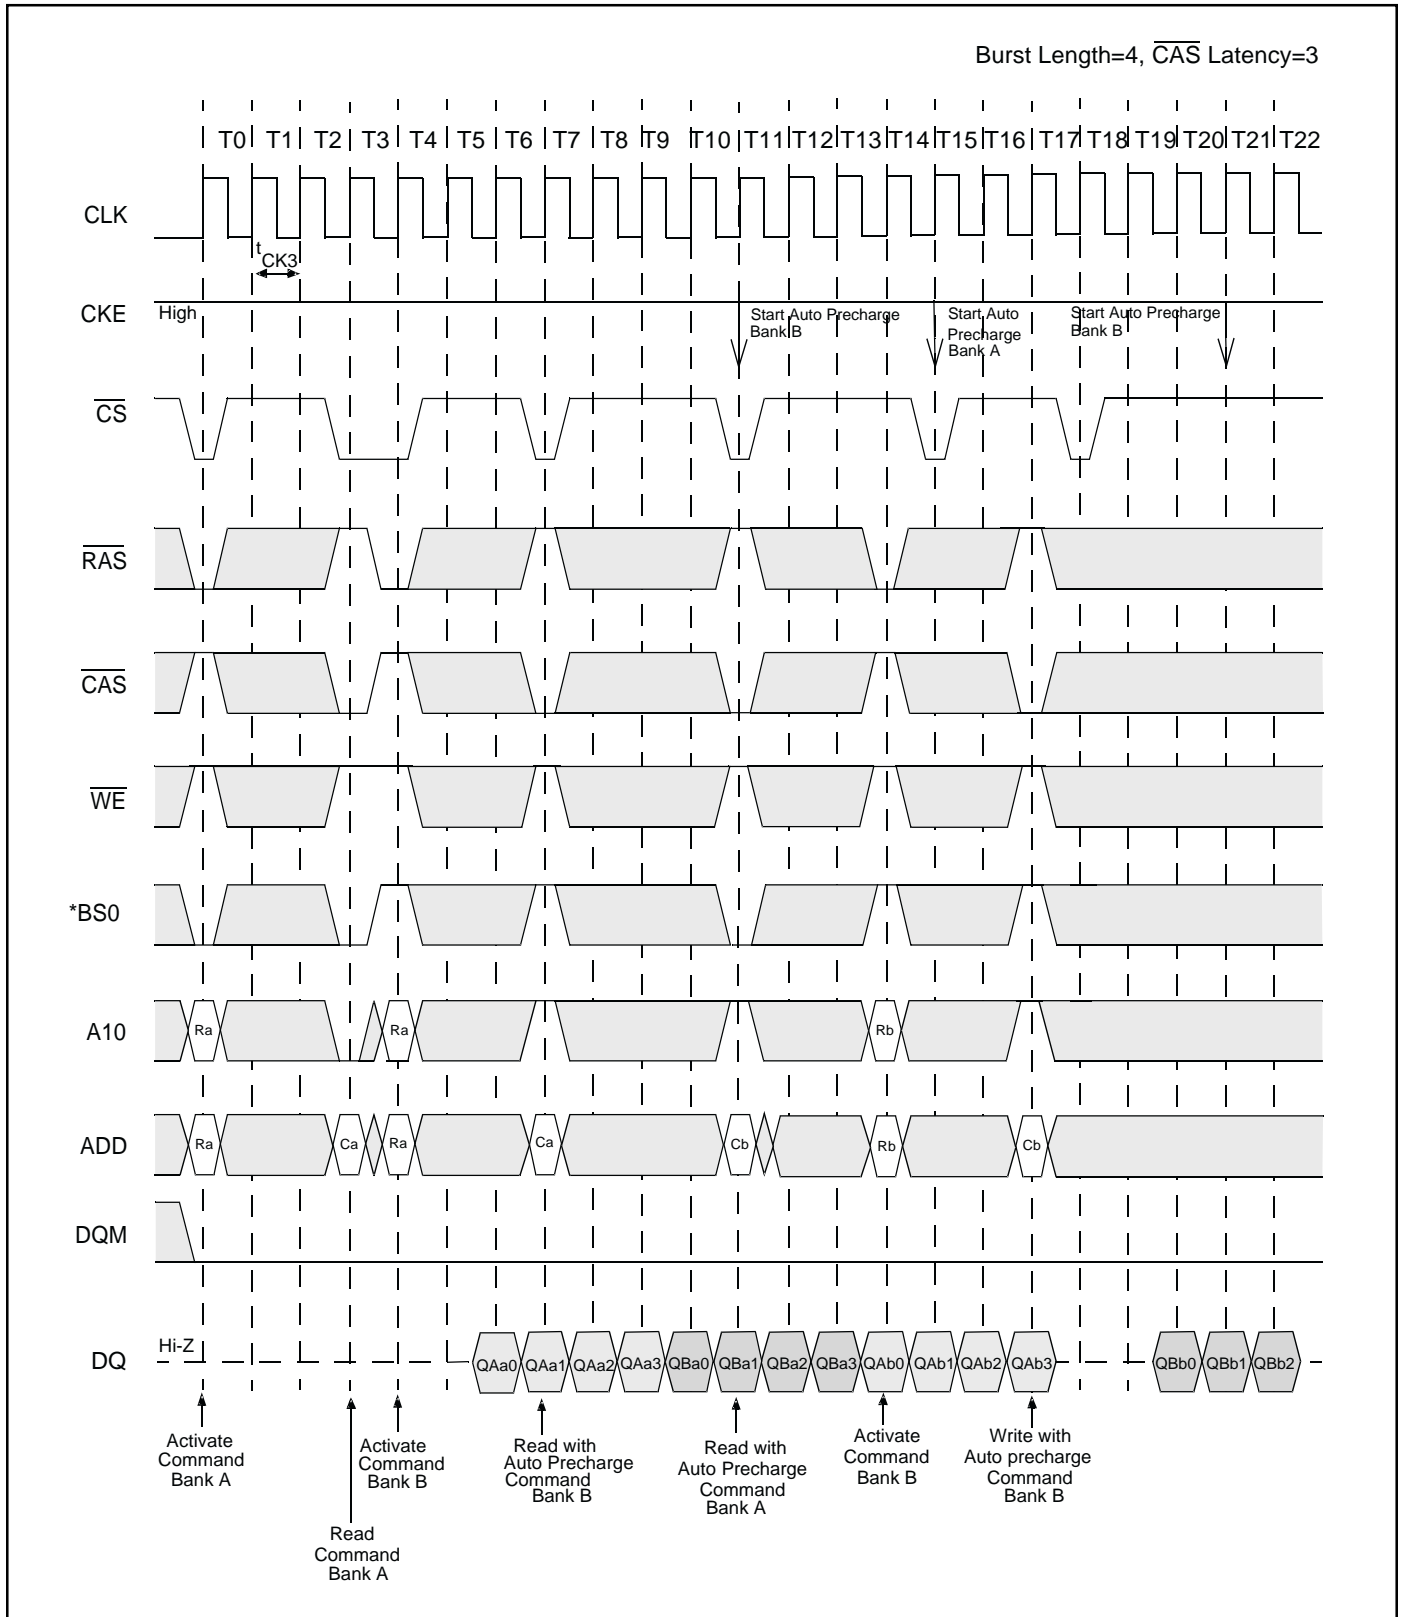 Burst Length=4, CAS Latency=3
T0 T1 T2 T3 T4 T5 T6 T7 T8 T9 T10 T11 T12 T13 T14 T15 T16 T17 T18 T19 T20 T21 T22
CLK
tCK3
CKE
High
Start Auto Precharge
Bank B
Start Auto
Precharge
Bank A
Start Auto Precharge
Bank B
CS
RAS
CAS
WE
*BS0
A10
Ra Ra Rb
ADD
Ra Ca Ra Ca Cb Rb Cb
DQM
DQ
Hi-Z
QAa0 QAa1 QAa2 QAa3 QBa0 QBa1 QBa2 QBa3 QAb0 QAb1 QAb2 QAb3 QBb0 QBb1 QBb2
Activate
Command
Bank A
Read
Command
Bank A
Activate
Command
Bank B
Read with
Auto Precharge
Command
Bank B
Read with
Auto Precharge
Command
Bank A
Activate
Command
Bank B
Write with
Auto precharge
Command
Bank B